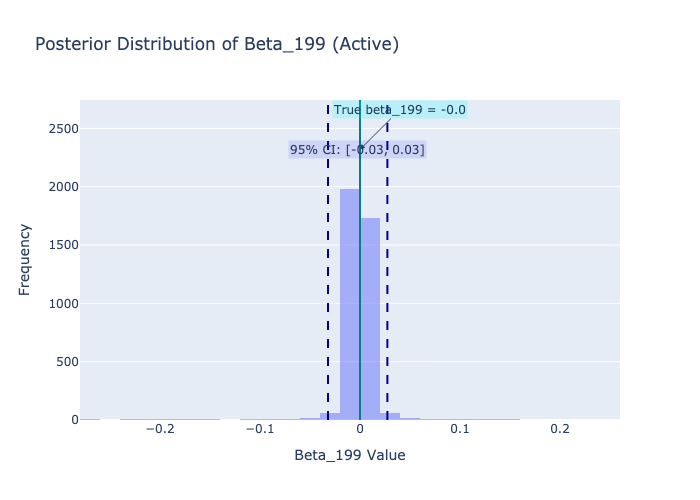 Posterior Distribution of Beta_199 (Active)
True beta_199 = -0.0
95% CI: [-0.03, 0.03]
Frequency
2500
2000
1500
1000
500
0
−0.2
−0.1
0
0.1
0.2
Beta_199 Value